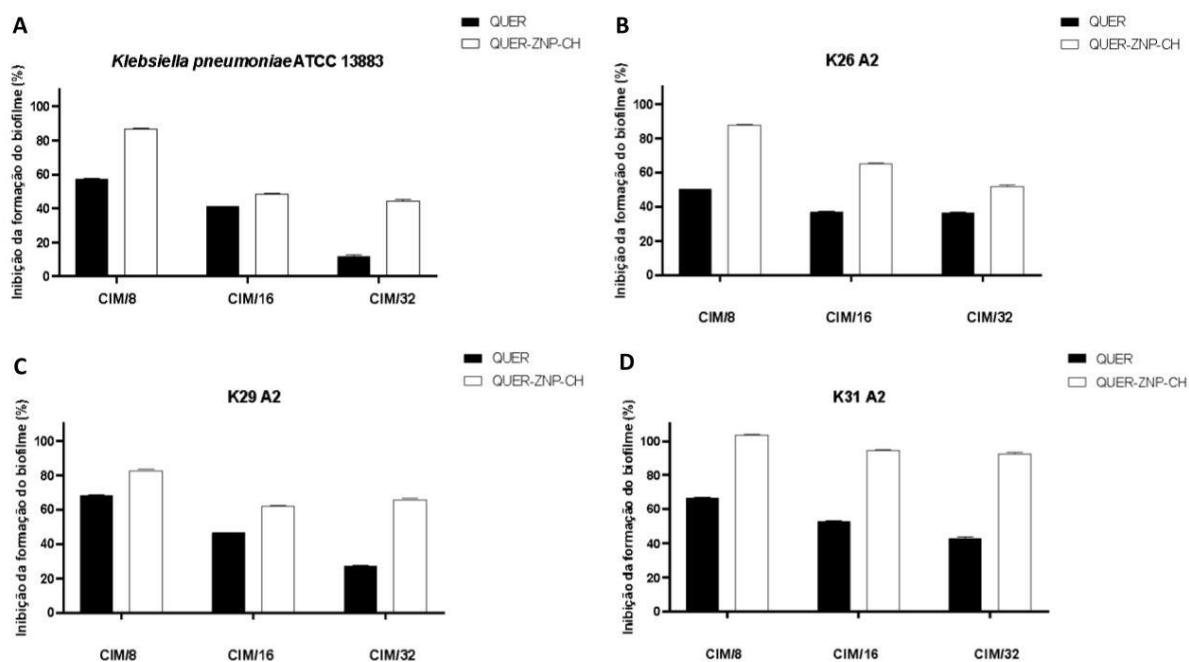 A
QUER
QUER-ZNP-CH
Klebsiella pneumoniaeATCC 13883
Inibição da formação do biofilme (%)
100
80
60
40
20
0
CIM/8 CIM/16 CIM/32
B
QUER
QUER-ZNP-CH
K26 A2
Inibição da formação do biofilme (%)
100
80
60
40
20
0
CIM/8 CIM/16 CIM/32
C
QUER
QUER-ZNP-CH
K29 A2
Inibição da formação do biofilme (%)
100
80
60
40
20
0
CIM/8 CIM/16 CIM/32
D
QUER
QUER-ZNP-CH
K31 A2
Inibição da formação do biofilme (%)
100
80
60
40
20
0
CIM/8 CIM/16 CIM/32